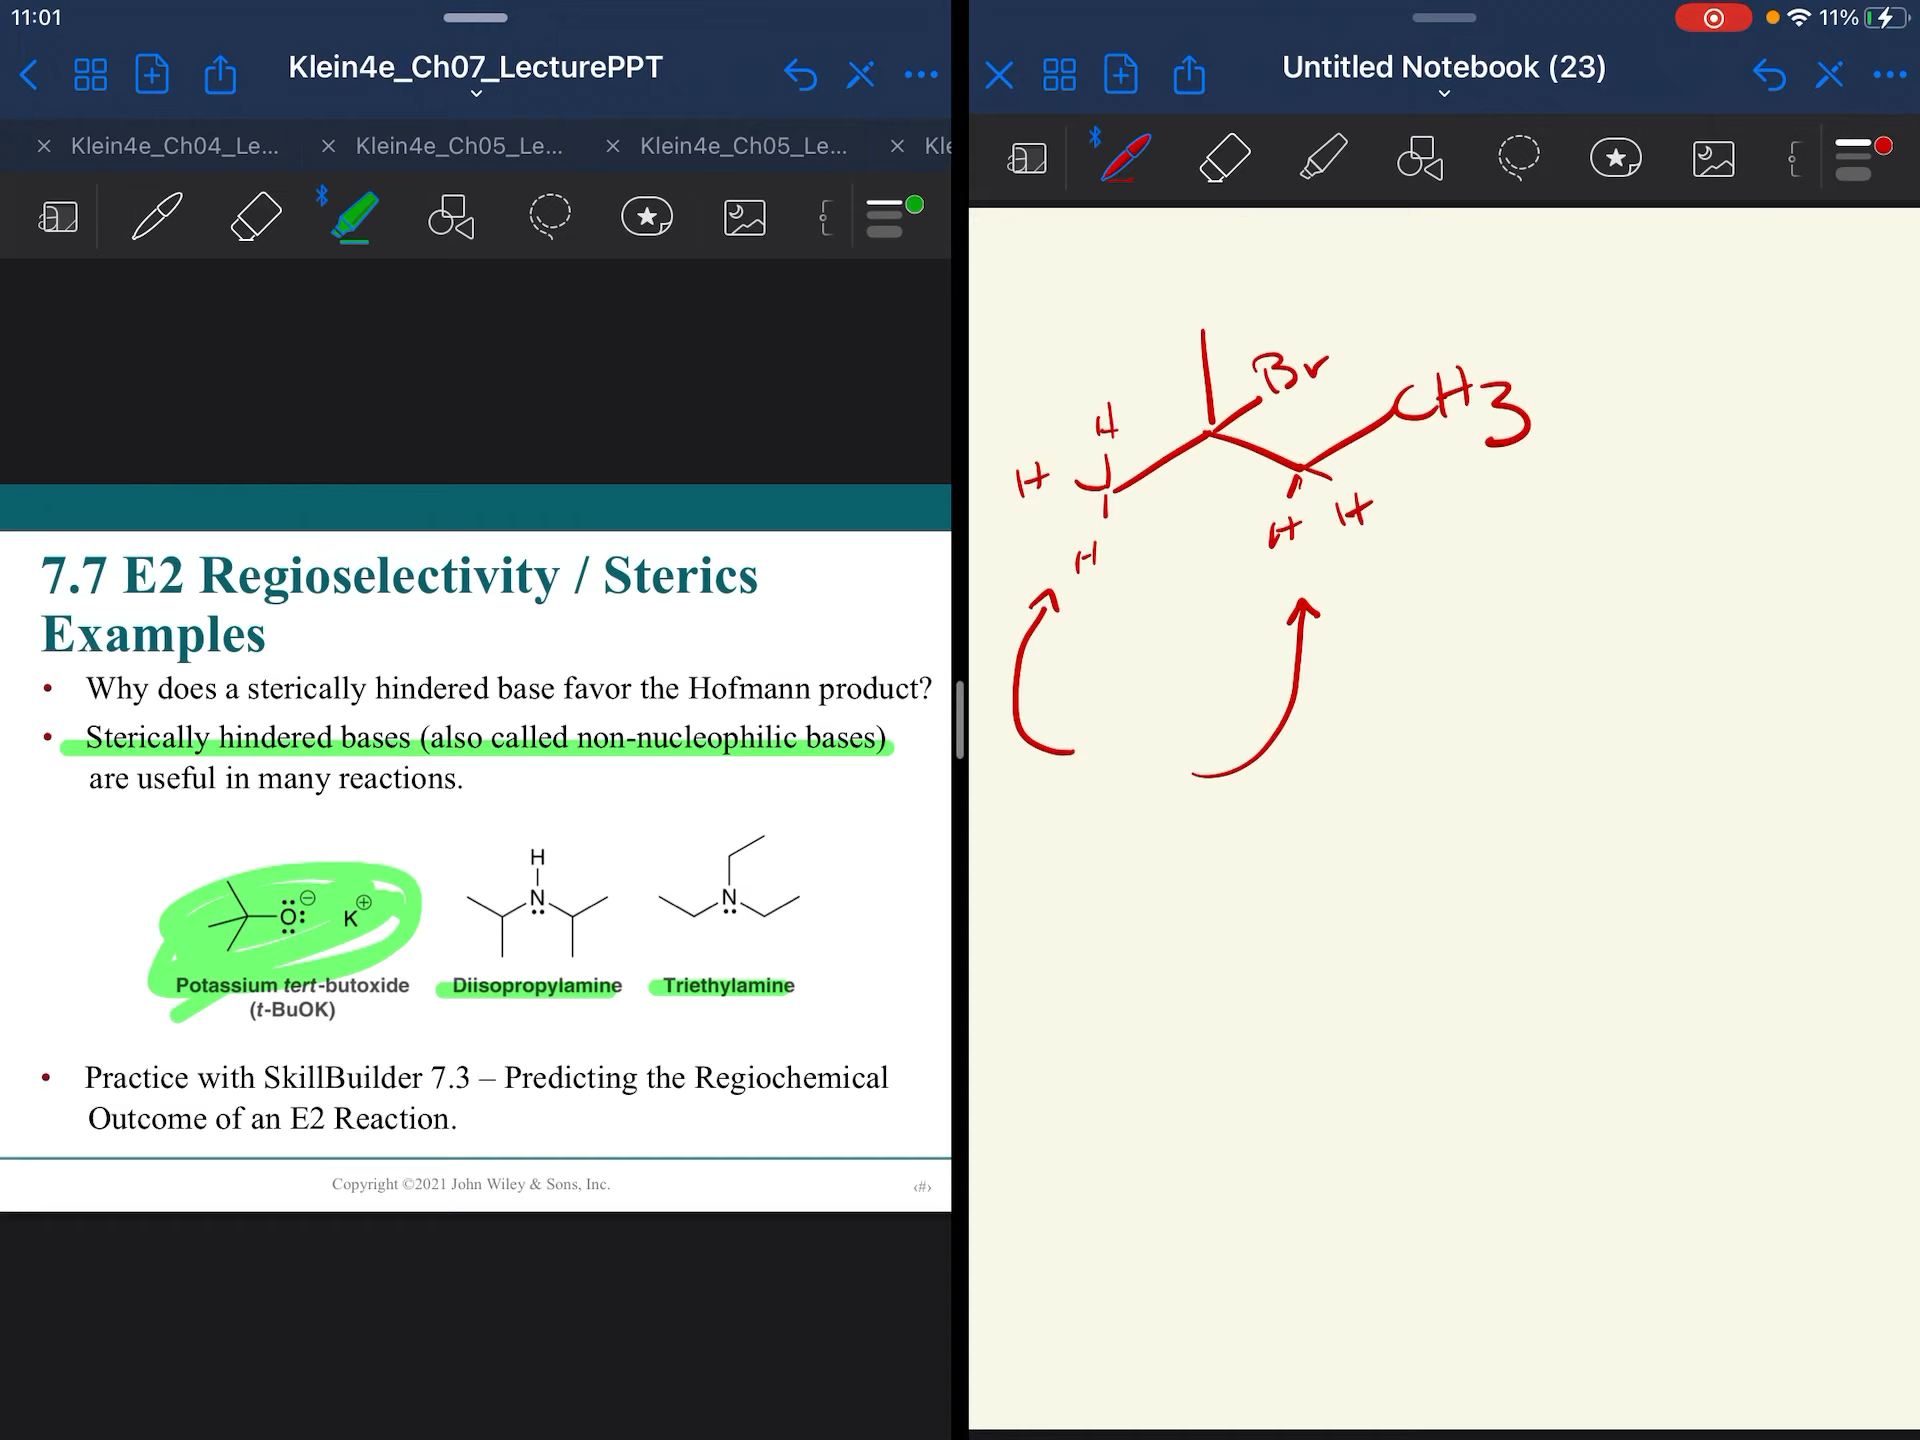 11:01
11%
Klein4e_Ch07_LecturePPT
Untitled Notebook (23)
Klein4e_Ch04_Le...
Klein4e_Ch05_Le...
Klein4e_Ch05_Le...
Kle
7.7 E2 Regioselectivity / Sterics
Examples
• Why does a sterically hindered base favor the Hofmann product?
• Sterically hindered bases (also called non-nucleophilic bases)
are useful in many reactions.
H
N
O
K
N
Potassium tert-butoxide
(t-BuOK)
Diisopropylamine
Triethylamine
• Practice with SkillBuilder 7.3 – Predicting the Regiochemical
Outcome of an E2 Reaction.
Copyright ©2021 John Wiley & Sons, Inc.
‹#›
Br
CH3
H
H
H
H
H